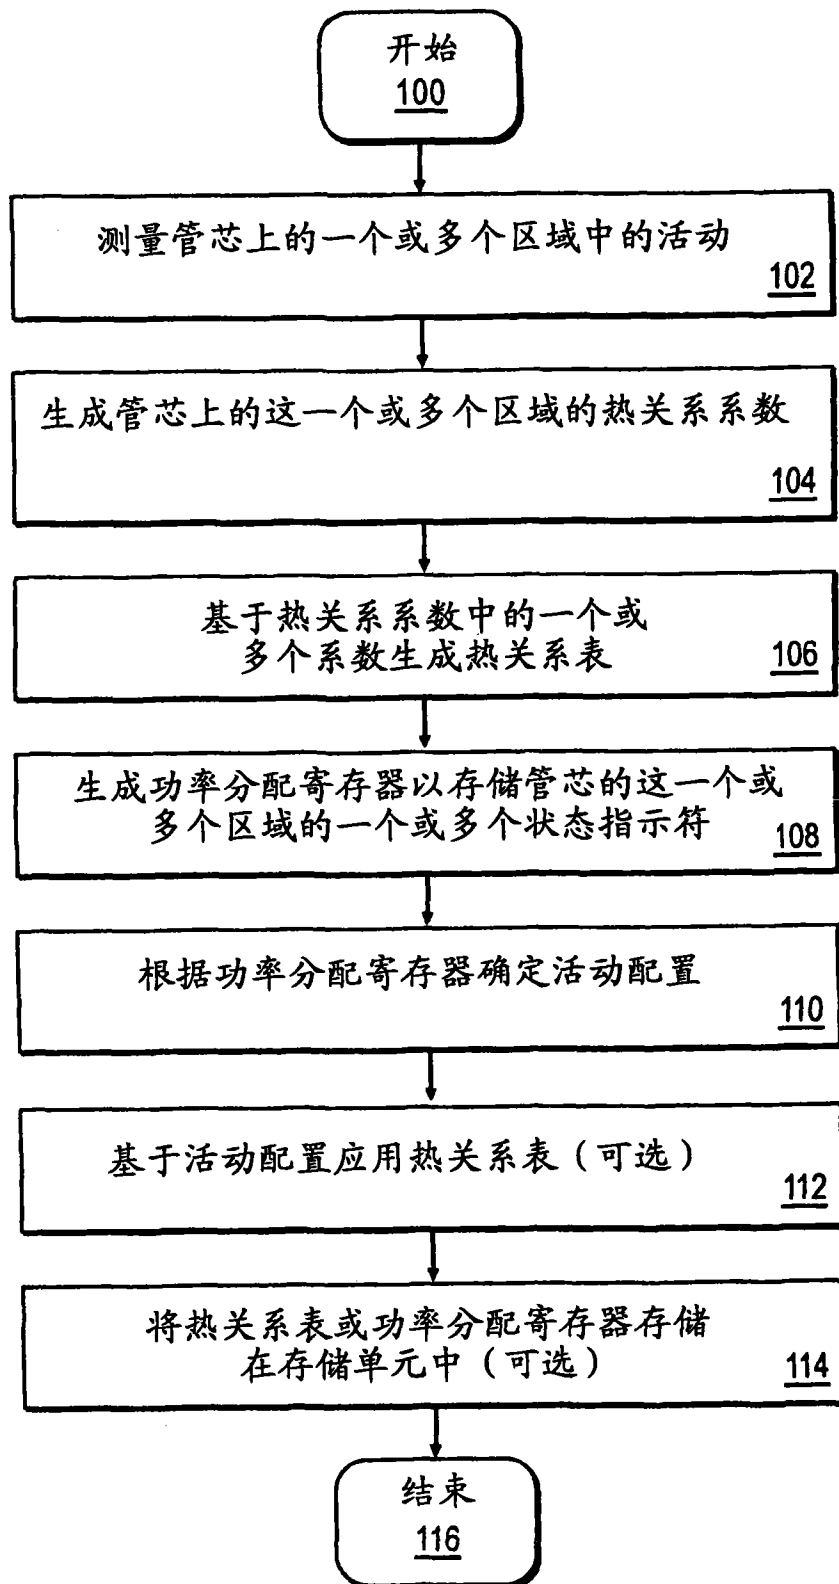 开始
100
测量管芯上的一个或多个区域中的活动
102
生成管芯上的这一个或多个区域的热关系系数
104
基于热关系系数中的一个或
多个系数生成热关系表
106
生成功率分配寄存器以存储管芯的这一个或
多个区域的一个或多个状态指示符
108
根据功率分配寄存器确定活动配置
110
基于活动配置应用热关系表（可选）
112
将热关系表或功率分配寄存器存储
在存储单元中（可选）
114
结束
116